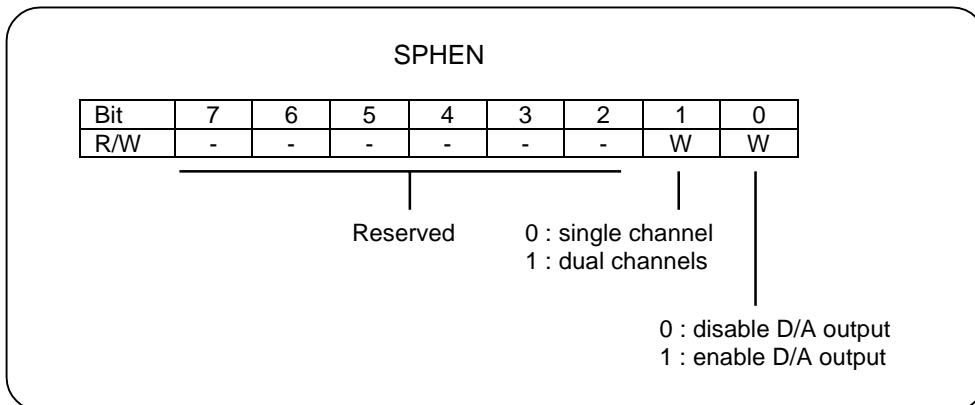 SPHEN
Bit 7 6 5 4 3 2 1 0
R/W - - - - - - W W
Reserved
0 : single channel
1 : dual channels
0 : disable D/A output
1 : enable D/A output